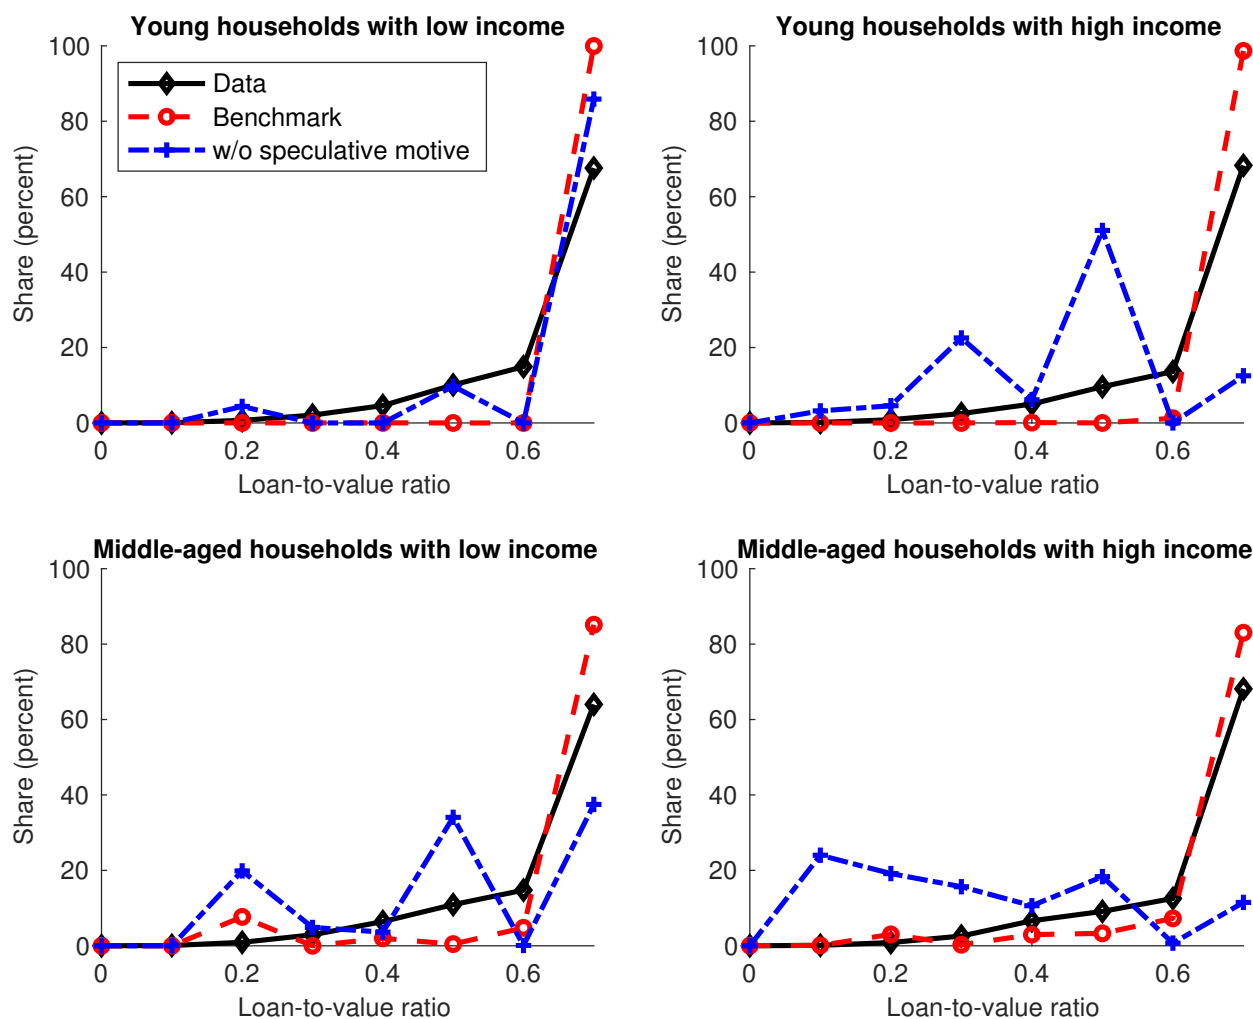 Young households with low income
100
80
60
40
20
0
Share (percent)
Data
Benchmark
w/o speculative motive
0
0.2
0.4
0.6
Loan-to-value ratio
Young households with high income
100
80
60
40
20
0
Share (percent)
0
0.2
0.4
0.6
Loan-to-value ratio
Middle-aged households with low income
100
80
60
40
20
0
Share (percent)
0
0.2
0.4
0.6
Loan-to-value ratio
Middle-aged households with high income
100
80
60
40
20
0
Share (percent)
0
0.2
0.4
0.6
Loan-to-value ratio